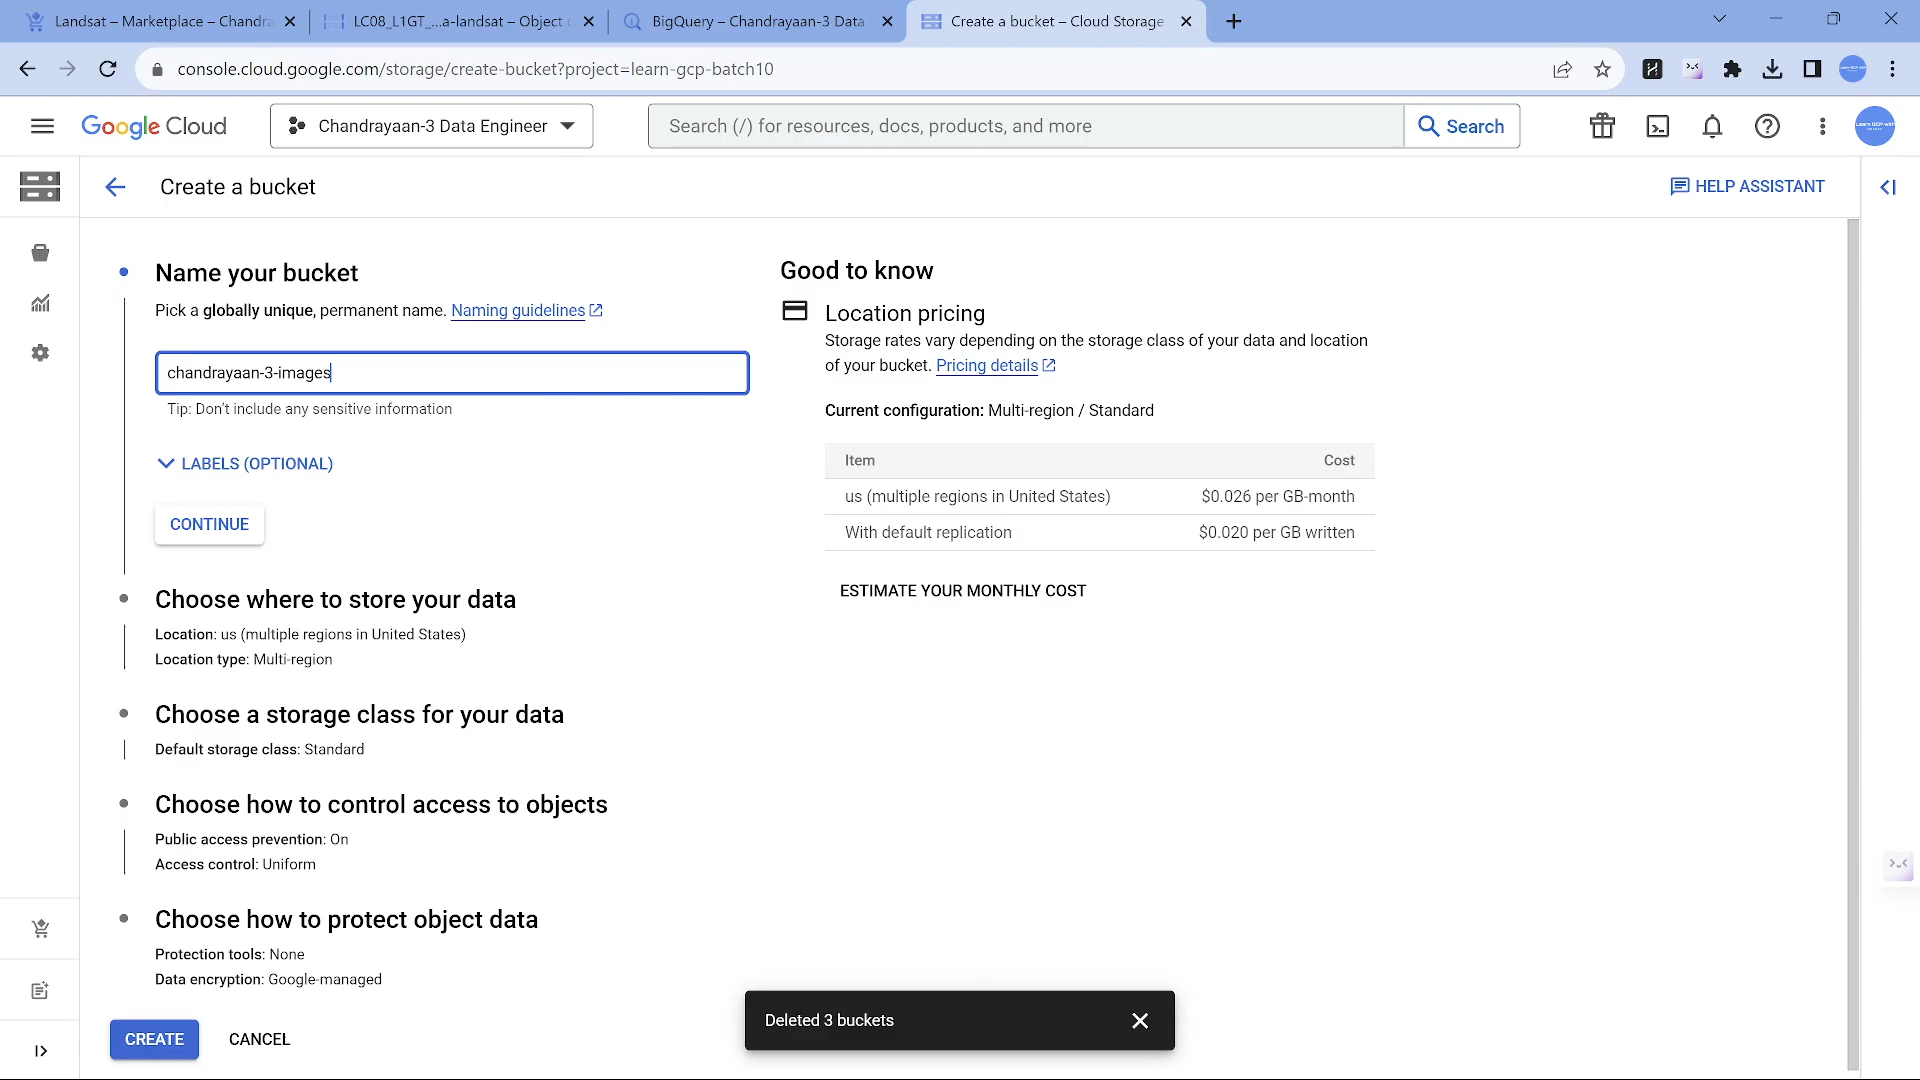 Landsat – Marketplace – Chandra
LC08_L1GT_...a-landsat – Object
BigQuery – Chandrayaan-3 Data
Create a bucket – Cloud Storage
console.cloud.google.com/storage/create-bucket?project=learn-gcp-batch10
Google Cloud
Chandrayaan-3 Data Engineer
Search (/) for resources, docs, products, and more
Search
Create a bucket
HELP ASSISTANT
Name your bucket
Pick a globally unique, permanent name. Naming guidelines
chandrayaan-3-images
Tip: Don't include any sensitive information
LABELS (OPTIONAL)
CONTINUE
Choose where to store your data
Location: us (multiple regions in United States)
Location type: Multi-region
Choose a storage class for your data
Default storage class: Standard
Choose how to control access to objects
Public access prevention: On
Access control: Uniform
Choose how to protect object data
Protection tools: None
Data encryption: Google-managed
CREATE
CANCEL
Good to know
Location pricing
Storage rates vary depending on the storage class of your data and location
of your bucket. Pricing details
Current configuration: Multi-region / Standard
Item Cost
us (multiple regions in United States) $0.026 per GB-month
With default replication $0.020 per GB written
ESTIMATE YOUR MONTHLY COST
Deleted 3 buckets